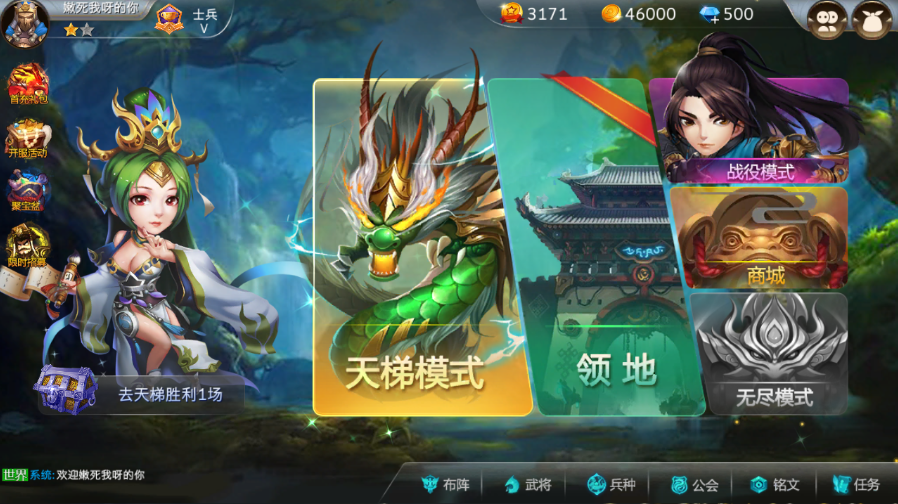 嫩死我呀的你
士兵
V
3171
46000
500
首充礼包
开服活动
聚宝盆
限时招募
战役模式
商城
天梯模式
领地
无尽模式
去天梯胜利1场
世界 系统: 欢迎嫩死我呀的你
布阵
武将
兵种
公会
铭文
任务